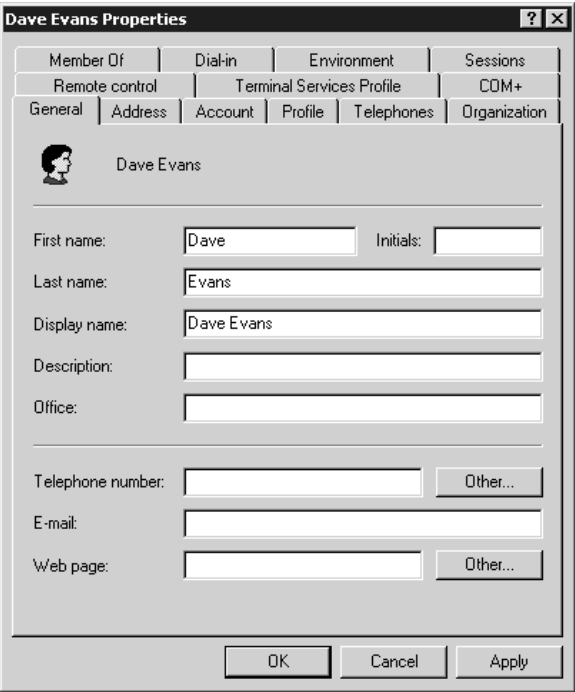 Dave Evans Properties
Member Of Dial-in Environment Sessions
Remote control Terminal Services Profile COM+
General Address Account Profile Telephones Organization
Dave Evans
First name: Dave Initials:
Last name: Evans
Display name: Dave Evans
Description:
Office:
Telephone number: Other...
E-mail:
Web page: Other...
OK Cancel Apply